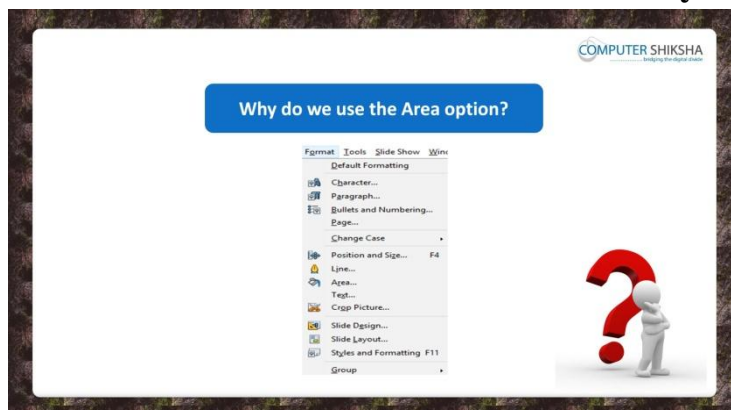 COMPUTER SHIKSHA
bridging the digital divide
Why do we use the Area option?
Format Tools Slide Show
Default Formatting
Character...
Paragraph...
Bullets and Numbering...
Page...
Change Case
Position and Size... F4
Line...
Area...
Text...
Crop Picture...
Slide Design...
Slide Layout...
Styles and Formatting F11
Group